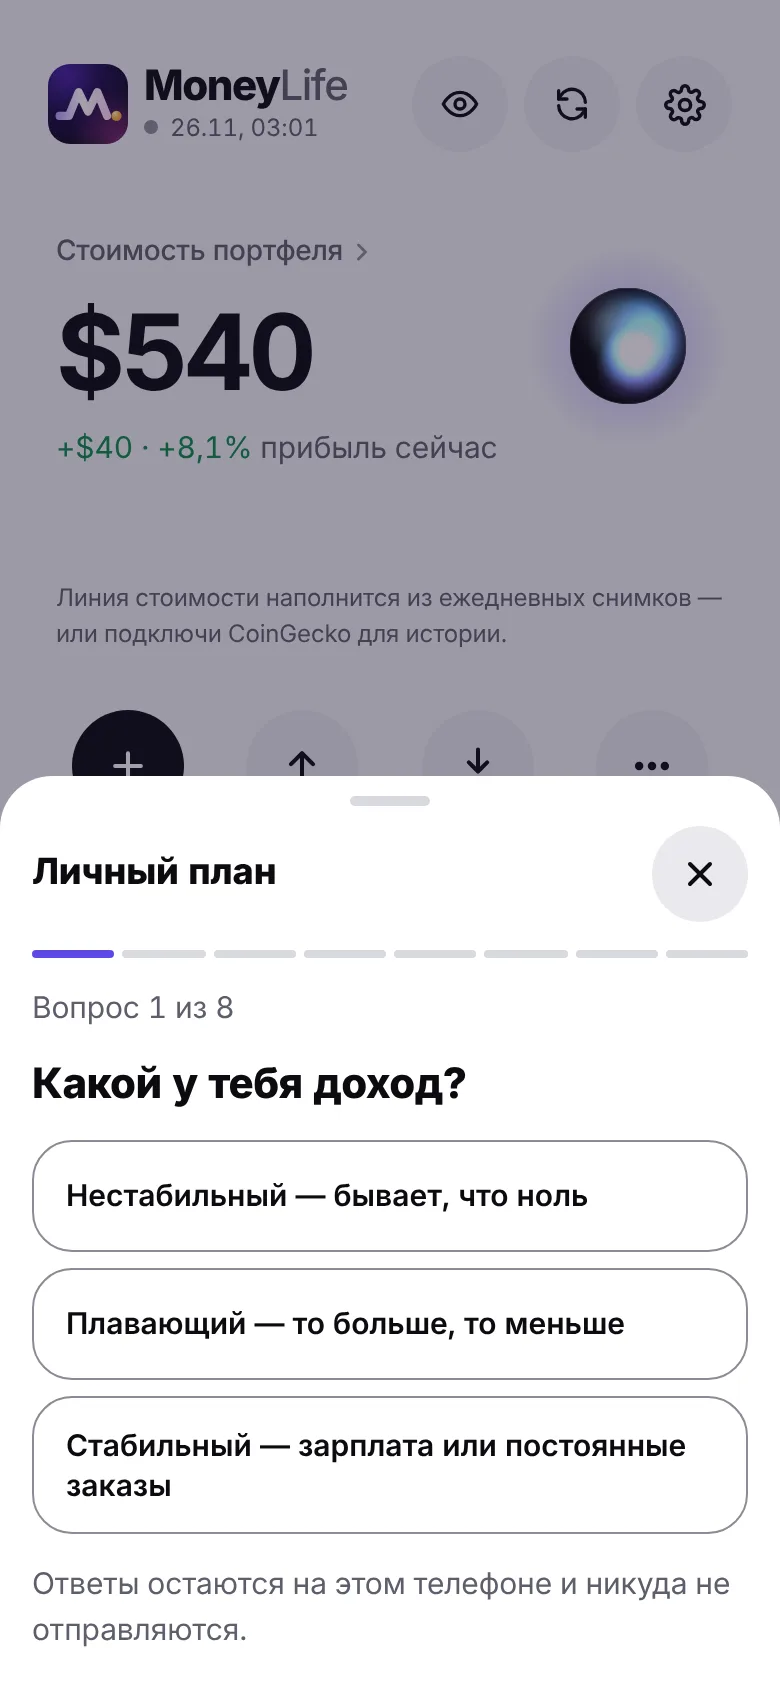 MoneyLife
26.11, 03:01
Стоимость портфеля
$540
+$40 · +8,1% прибыль сейчас
Линия стоимости наполнится из ежедневных снимков —
или подключи CoinGecko для истории.
Личный план
Вопрос 1 из 8
Какой у тебя доход?
Нестабильный — бывает, что ноль
Плавающий — то больше, то меньше
Стабильный — зарплата или постоянные
заказы
Ответы остаются на этом телефоне и никуда не
отправляются.